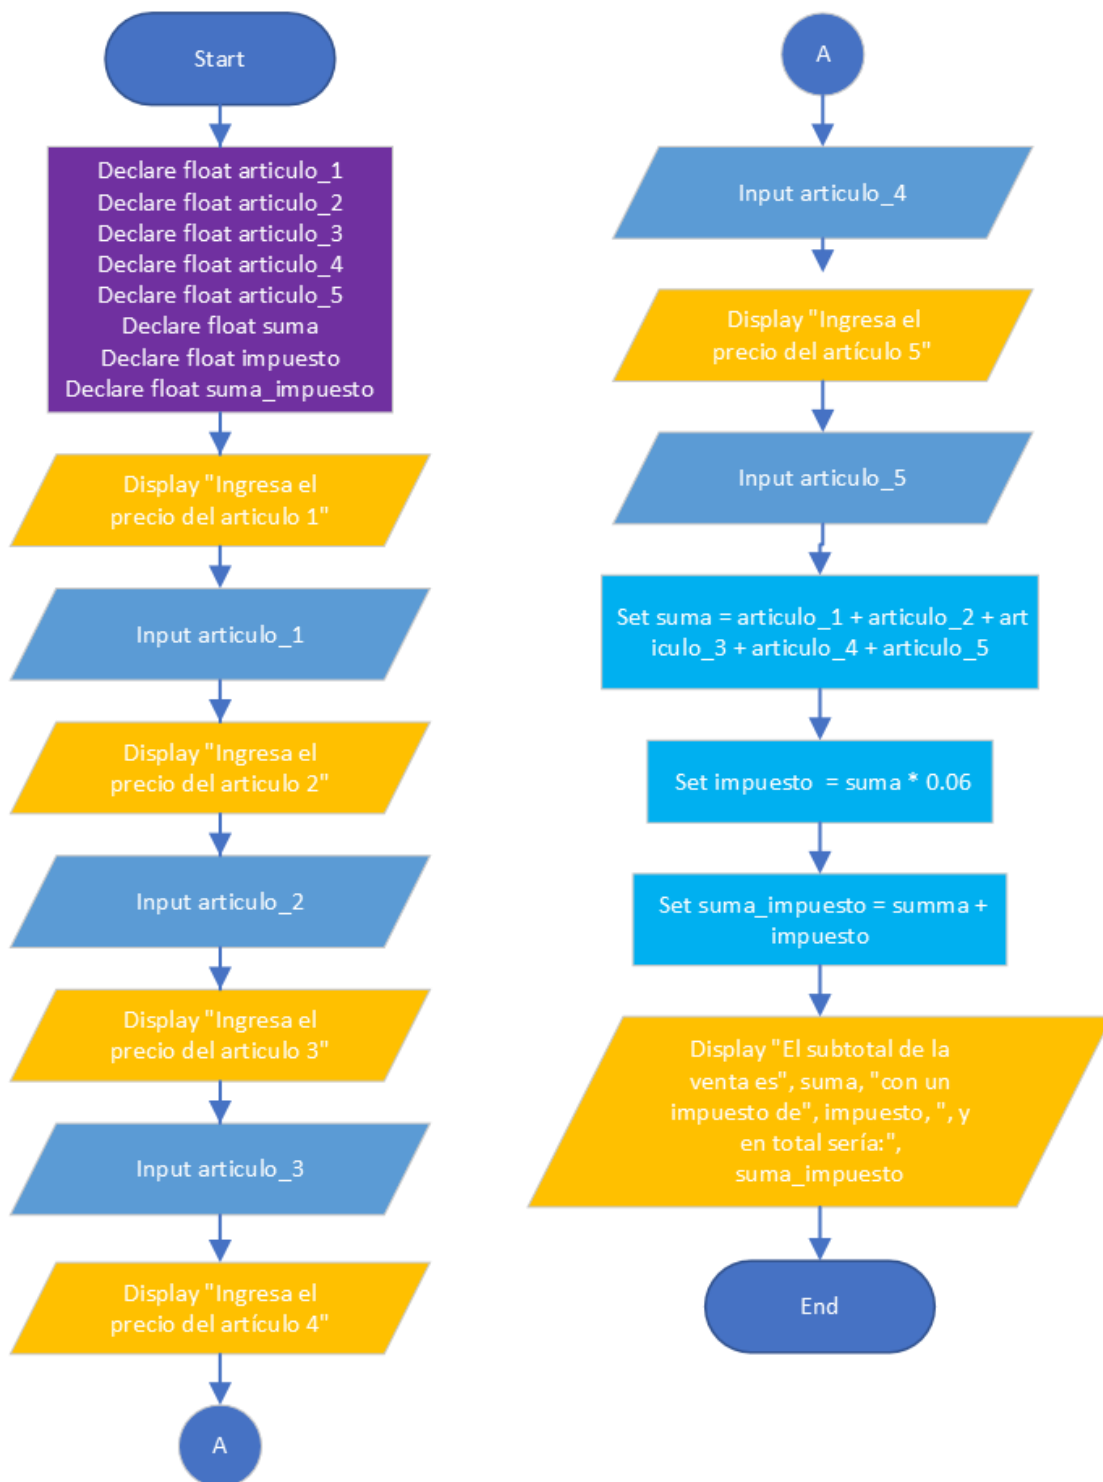 Start
Declare float articulo_1
Declare float articulo_2
Declare float articulo_3
Declare float articulo_4
Declare float articulo_5
Declare float suma
Declare float impuesto
Declare float suma_impuesto
Display "Ingresa el
precio del articulo 1"
Input articulo_1
Display "Ingresa el
precio del articulo 2"
Input articulo_2
Display "Ingresa el
precio del articulo 3"
Input articulo_3
Display "Ingresa el
precio del artículo 4"
A
A
Input articulo_4
Display "Ingresa el
precio del artículo 5"
Input articulo_5
Set suma = articulo_1 + articulo_2 + art
iculo_3 + articulo_4 + articulo_5
Set impuesto = suma * 0.06
Set suma_impuesto = summa +
impuesto
Display "El subtotal de la
venta es", suma, "con un
impuesto de", impuesto, ", y
en total sería:",
suma_impuesto
End